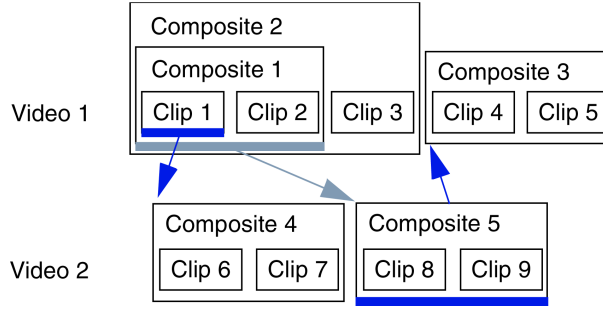 Composite 2
Composite 1
Composite 3
Video 1
Clip 1
Clip 2
Clip 3
Clip 4
Clip 5
Composite 4
Composite 5
Video 2
Clip 6
Clip 7
Clip 8
Clip 9